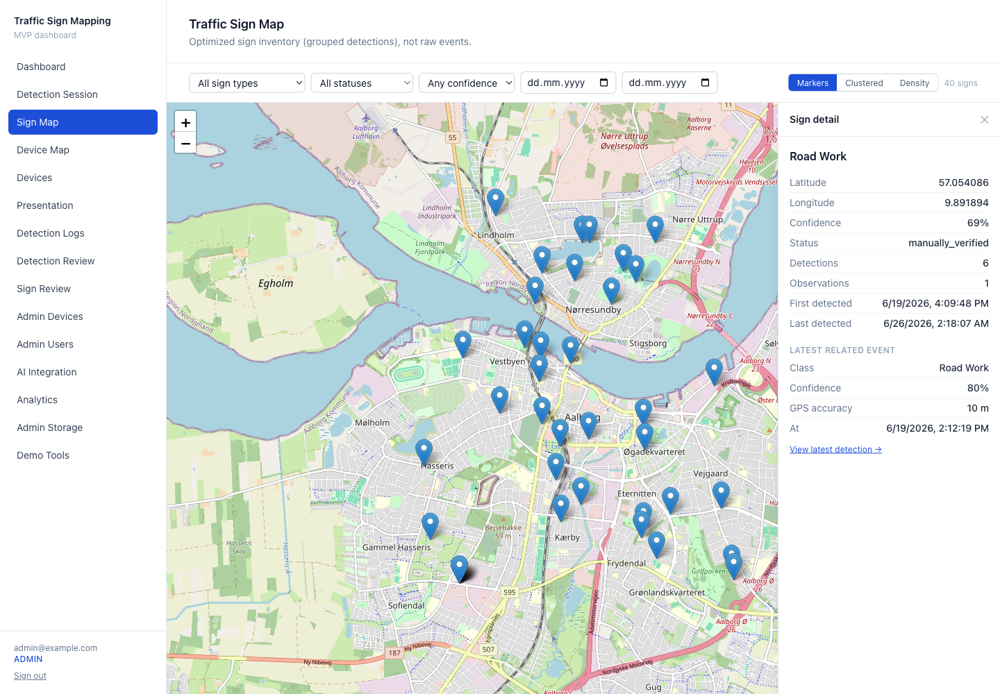 Traffic Sign Mapping
MVP dashboard
Dashboard
Detection Session
Sign Map
Device Map
Devices
Presentation
Detection Logs
Detection Review
Sign Review
Admin Devices
Admin Users
AI Integration
Analytics
Admin Storage
Demo Tools
admin@example.com
ADMIN
Sign out
Traffic Sign Map
Optimized sign inventory (grouped detections), not raw events.
All sign types
All statuses
Any confidence
dd.mm.yyyy
dd.mm.yyyy
Markers
Clustered
Density
40 signs
+
−
Aalborg
Lufthavn
55
11
Aalborg
Kaserne
Nørre Uttrup
Øvelsesplads
Høvejen
10
Motorvejskryds Vendsyssel
Aalborg Kommune
Lindholm
Industripark
Lindholm Å
Nørre Uttrup
Lindholm
Lindholm
Fjordpark
Nørresundby N
21
Egholm
Nørresundby
Nørresundby C
22
Region Nordjylland
Stigsborg
Vestbyen
Aalborg N
23
Kridtsvinget
Aalborg Kommune
Mølholm
Aalborg
Østerå
Øgadekvarteret
Hasseris
Vejgaard
Eternitten
Bejsebakke
59 m
Kærby
Hasseris
Skov
Hasseris Å
Gammel Hasseris
Frydendal
Golfparken
Aalborg Ø
26
595
Grønlandskvarteret
Østerå
Sofiendal
Aalborg Ø
26
Egnsplanvej
Ådalsmotorvejen
187
Ny Nibevej
507
Ny Nibevej
Nordjyske Motorvej
Gug
Sign detail
Road Work
Latitude 57.054086
Longitude 9.891894
Confidence 69%
Status manually_verified
Detections 6
Observations 1
First detected 6/19/2026, 4:09:48 PM
Last detected 6/26/2026, 2:18:07 AM
LATEST RELATED EVENT
Class Road Work
Confidence 80%
GPS accuracy 10 m
At 6/19/2026, 2:12:19 PM
View latest detection →